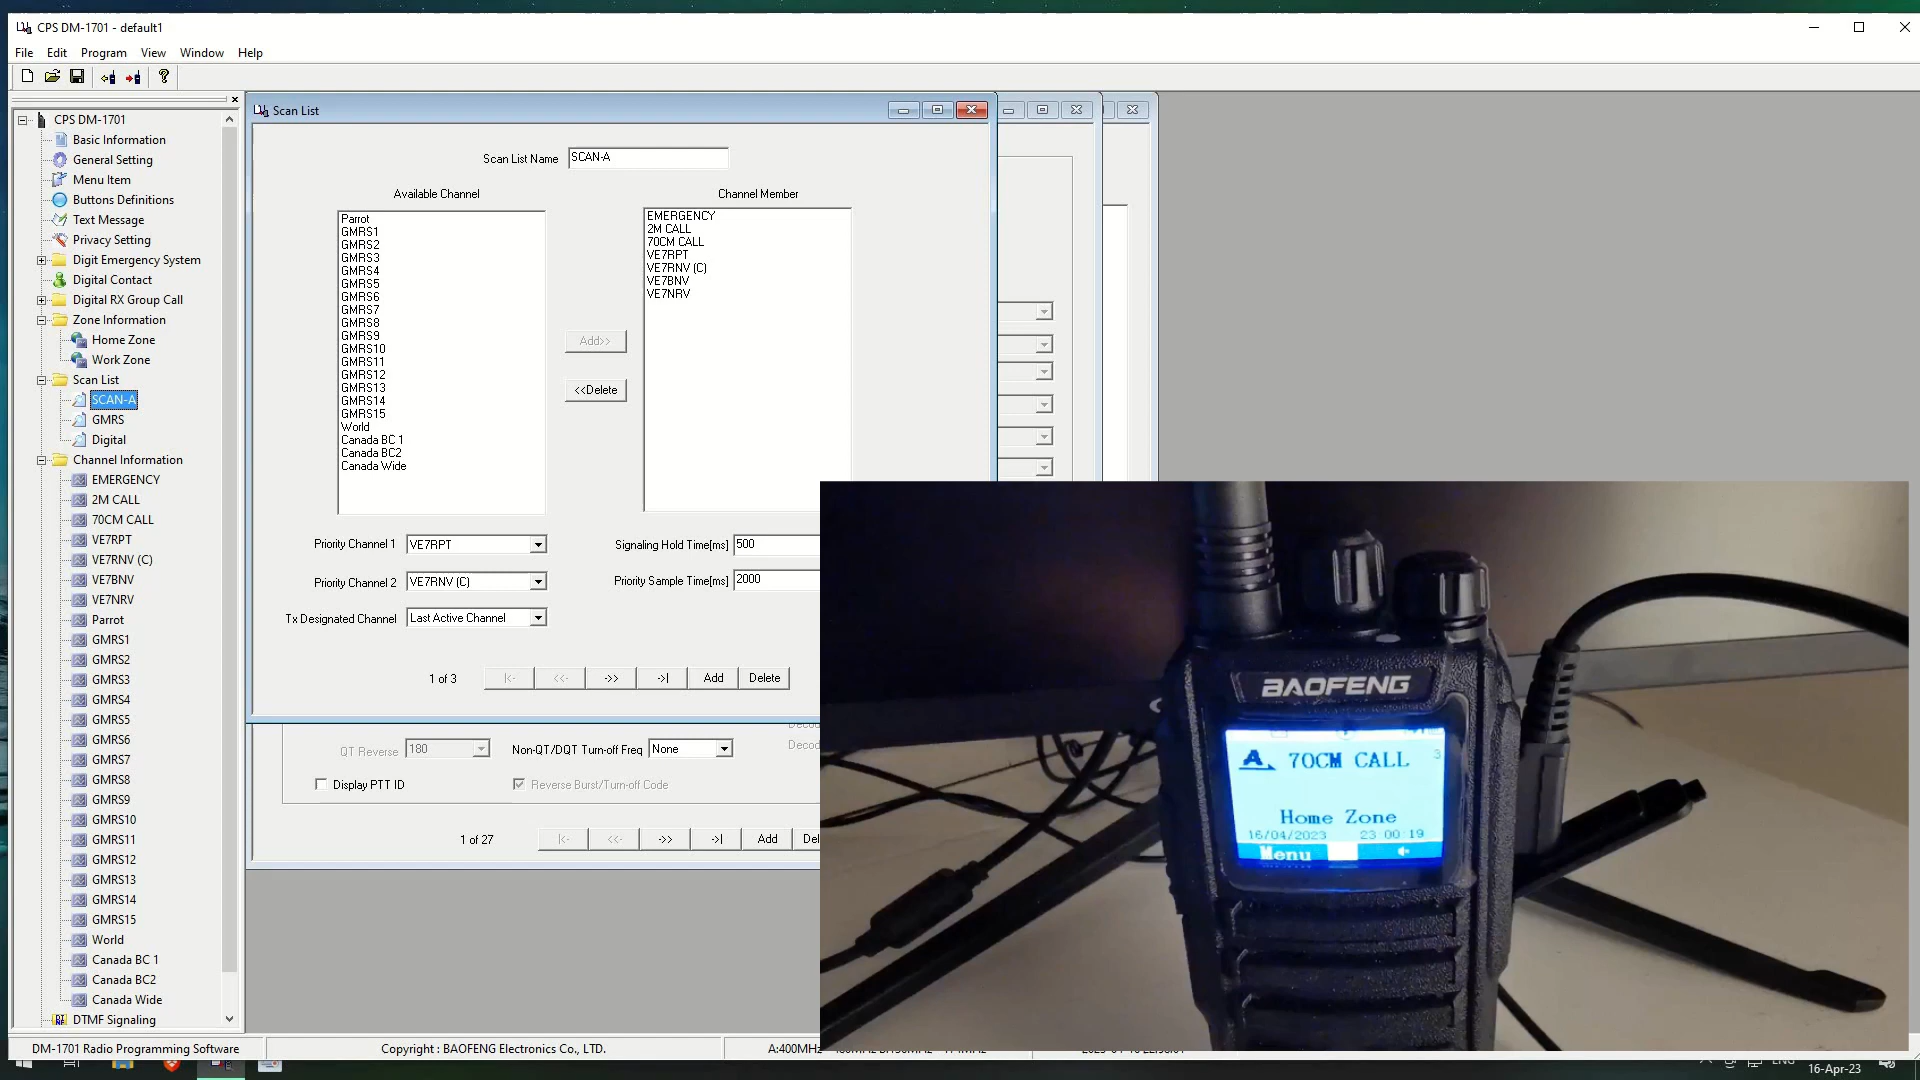 CPS DM-1701 - default1
File Edit Program View Window Help
CPS DM-1701
Basic Information
General Setting
Menu Item
Buttons Definitions
Text Message
Privacy Setting
Digit Emergency System
Digital Contact
Digital RX Group Call
Zone Information
Home Zone
Work Zone
Scan List
SCAN-A
GMRS
Digital
Channel Information
EMERGENCY
2M CALL
70CM CALL
VE7RPT
VE7RNV (C)
VE7BNV
VE7NRV
Parrot
GMRS1
GMRS2
GMRS3
GMRS4
GMRS5
GMRS6
GMRS7
GMRS8
GMRS9
GMRS10
GMRS11
GMRS12
GMRS13
GMRS14
GMRS15
World
Canada BC 1
Canada BC2
Canada Wide
DTMF Signaling
Scan List
Scan List Name SCAN-A
Available Channel
Parrot
GMRS1
GMRS2
GMRS3
GMRS4
GMRS5
GMRS6
GMRS7
GMRS8
GMRS9
GMRS10
GMRS11
GMRS12
GMRS13
GMRS14
GMRS15
World
Canada BC 1
Canada BC2
Canada Wide
Add>>
<<Delete
Channel Member
EMERGENCY
2M CALL
70CM CALL
VE7RPT
VE7RNV (C)
VE7BNV
VE7NRV
Priority Channel 1 VE7RPT
Priority Channel 2 VE7RNV (C)
Tx Designated Channel Last Active Channel
Signaling Hold Time[ms] 500
Priority Sample Time[ms] 2000
1 of 3 |<- <<- ->> ->| Add Delete
QT Reverse 180 Non-QT/DQT Turn-off Freq None
Display PTT ID Reverse Burst/Turn-off Code
1 of 27 |<- <<- ->> ->| Add Del
BAOFENG
A 70CM CALL
3
Home Zone
16/04/2023 23:00:19
Menu
DM-1701 Radio Programming Software Copyright : BAOFENG Electronics Co., LTD.
16-Apr-23